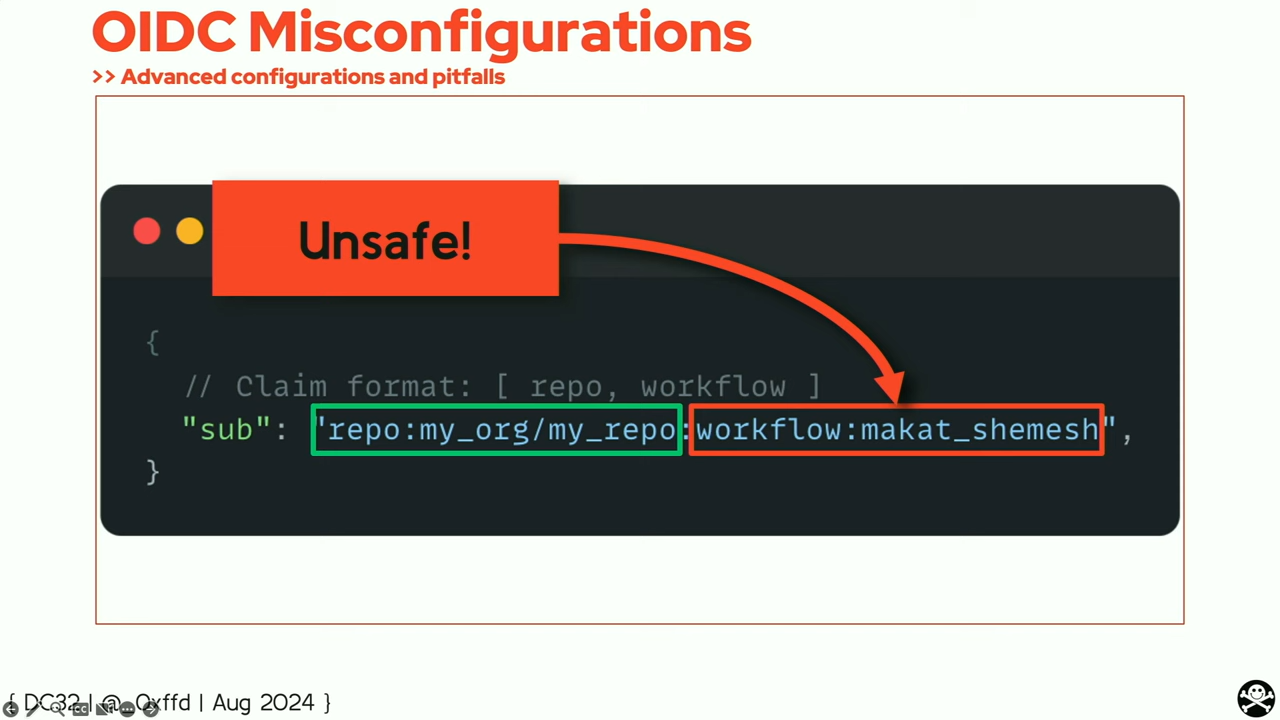 OIDC Misconfigurations
>> Advanced configurations and pitfalls
Unsafe!
{
// Claim format: [ repo, workflow ]
"sub": "repo:my_org/my_repo:workflow:makat_shemesh",
}
{ DC32 | @_0xffd | Aug 2024 }